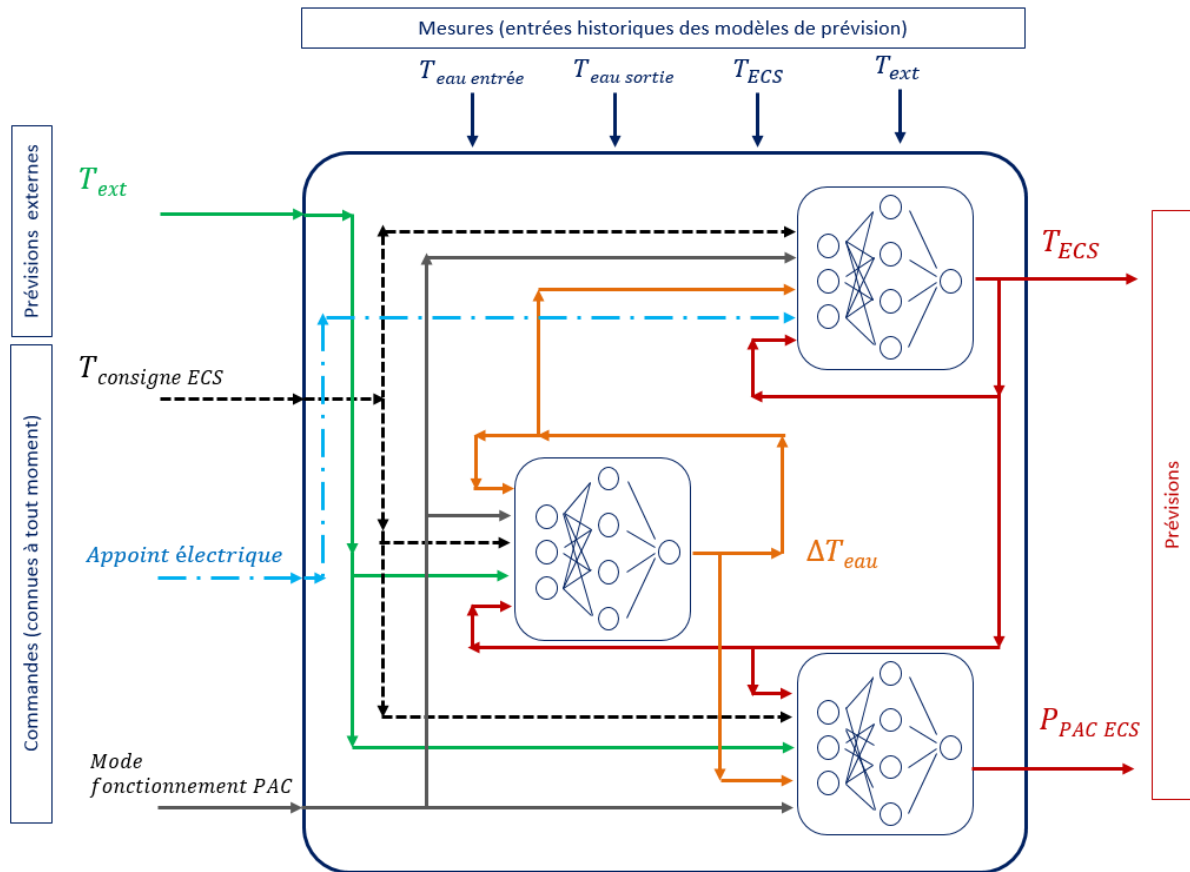 Mesures (entrées historiques des modèles de prévision)
T eau entrée
T eau sortie
T ECS
T ext
Prévisions externes
T ext
T ECS
T consigne ECS
Commandes (connues à tout moment)
Prévisions
Appoint électrique
ΔT eau
P PAC ECS
Mode
fonctionnement PAC